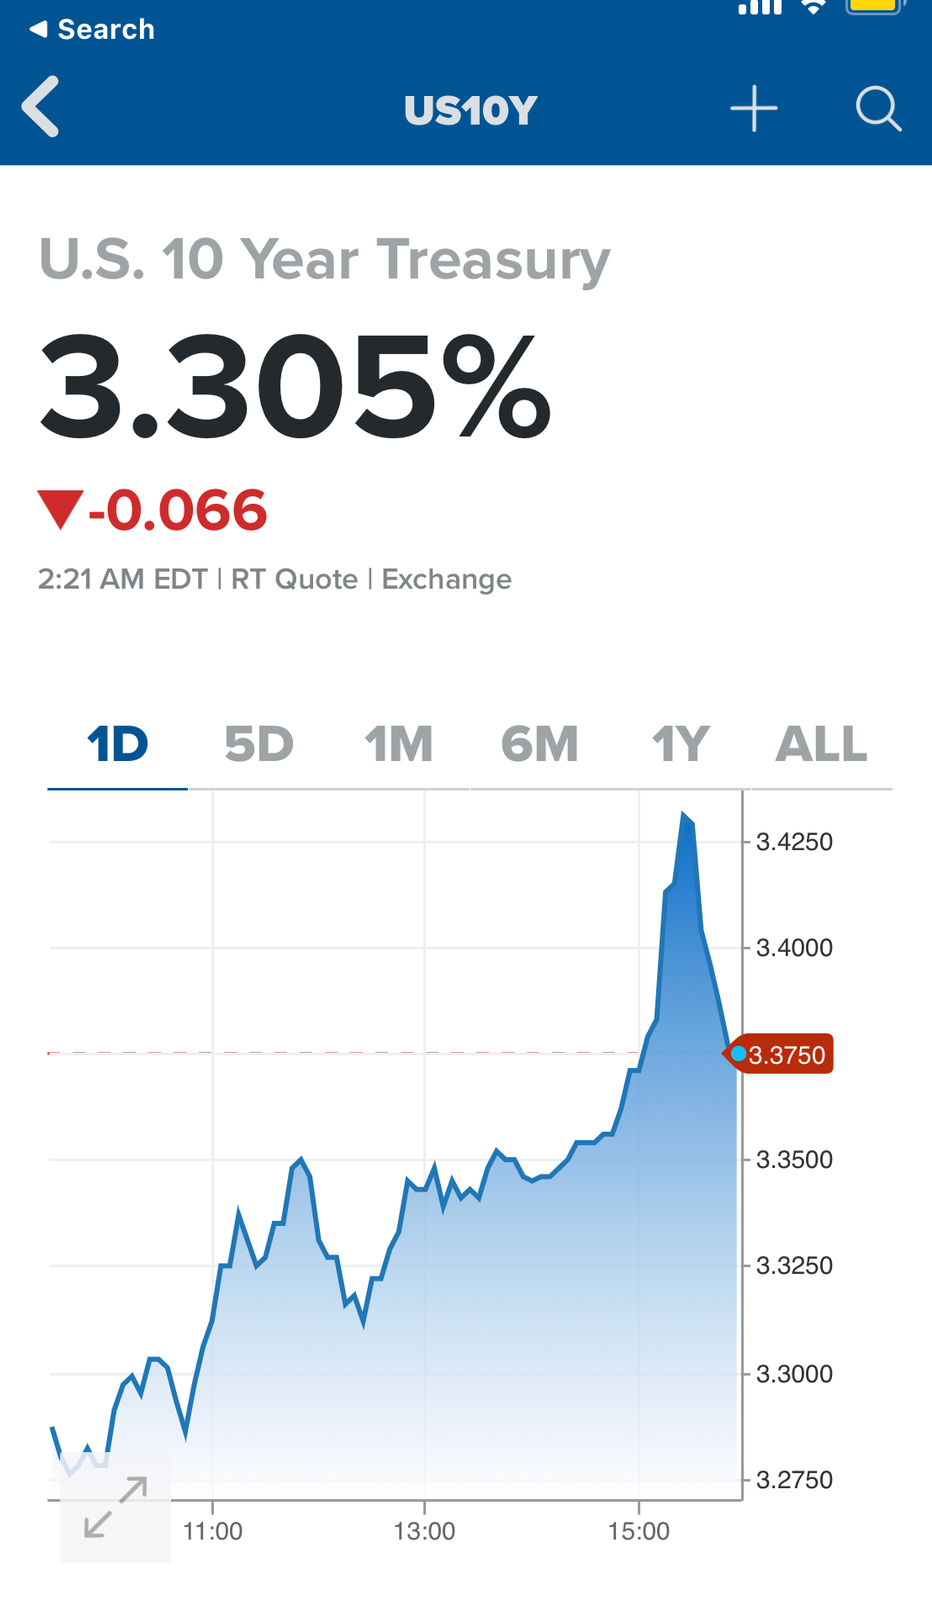 ◀ Search
US10Y
U.S. 10 Year Treasury
3.305%
▼-0.066
2:21 AM EDT | RT Quote | Exchange
1D 5D 1M 6M 1Y ALL
3.4250
3.4000
3.3750
3.3500
3.3250
3.3000
3.2750
11:00 13:00 15:00